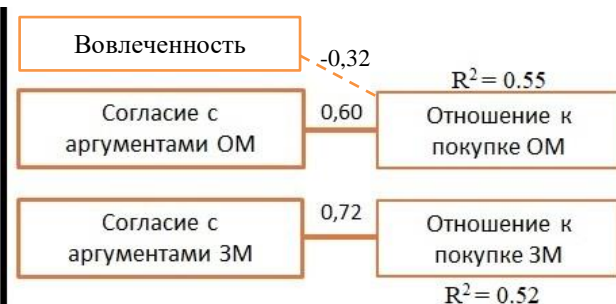 Вовлеченность
-0,32
R² = 0.55
Согласие с
аргументами ОМ
0,60
Отношение к
покупке ОМ
Согласие с
аргументами ЗМ
0,72
Отношение к
покупке ЗМ
R² = 0.52